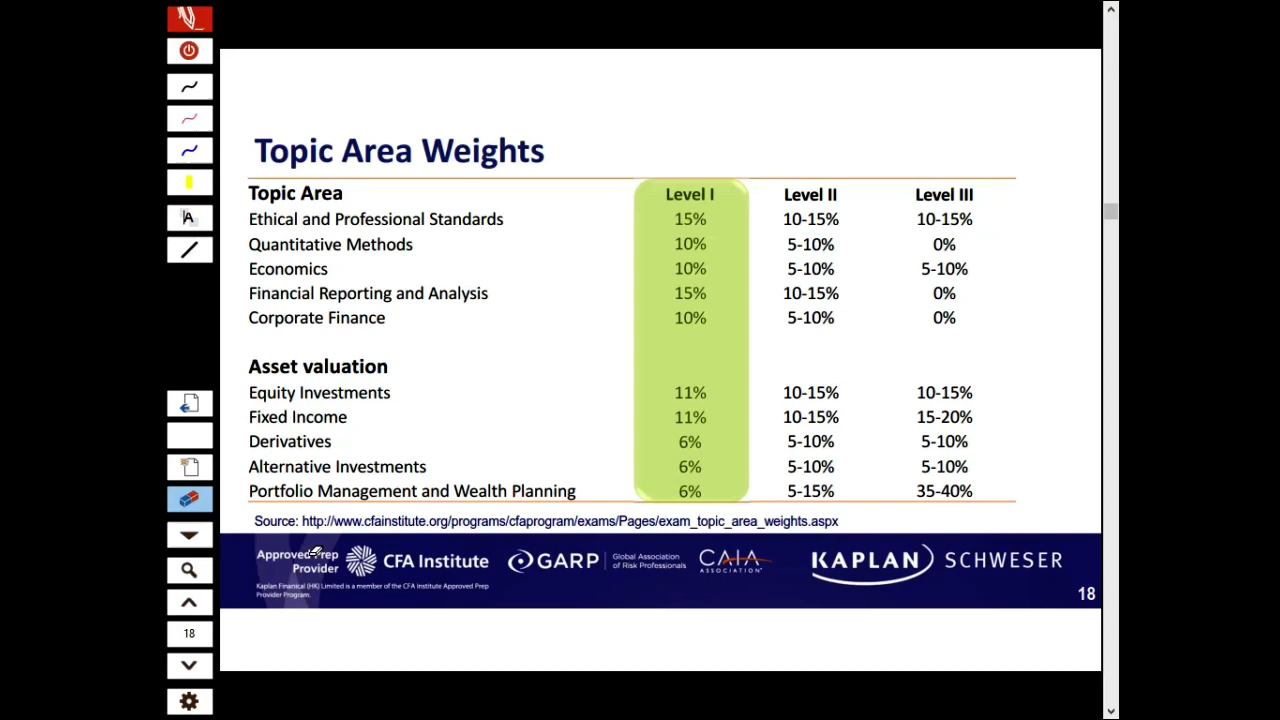 Topic Area Weights
Topic Area Level I Level II Level III
Ethical and Professional Standards 15% 10-15% 10-15%
Quantitative Methods 10% 5-10% 0%
Economics 10% 5-10% 5-10%
Financial Reporting and Analysis 15% 10-15% 0%
Corporate Finance 10% 5-10% 0%
Asset valuation
Equity Investments 11% 10-15% 10-15%
Fixed Income 11% 10-15% 15-20%
Derivatives 6% 5-10% 5-10%
Alternative Investments 6% 5-10% 5-10%
Portfolio Management and Wealth Planning 6% 5-15% 35-40%
Source: http://www.cfainstitute.org/programs/cfaprogram/exams/Pages/exam_topic_area_weights.aspx
Approved Prep
Provider
CFA Institute
GARP
Global Association
of Risk Professionals
CAIA
ASSOCIATION
KAPLAN SCHWESER
Kaplan Finanical (HK) Limited is a member of the CFA Institute Approved Prep
Provider Program.
18
A
18